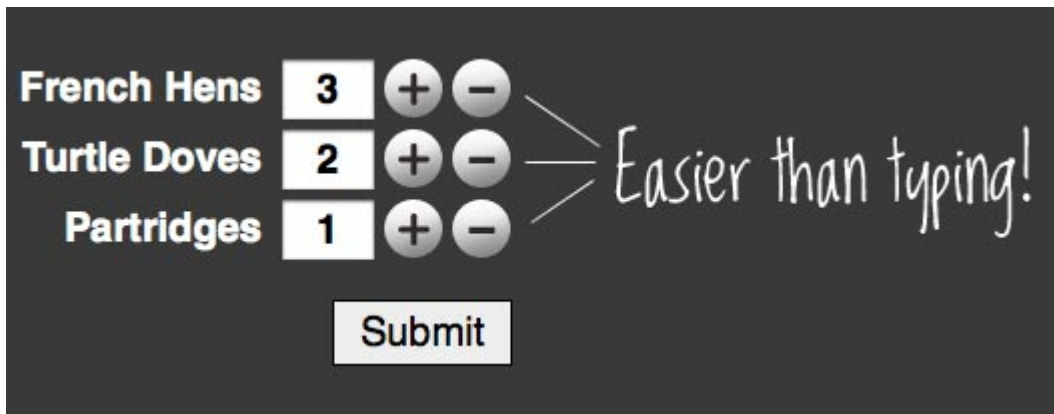 French Hens 3 + −
Turtle Doves 2 + −
Partridges 1 + −
Easier than typing!
Submit